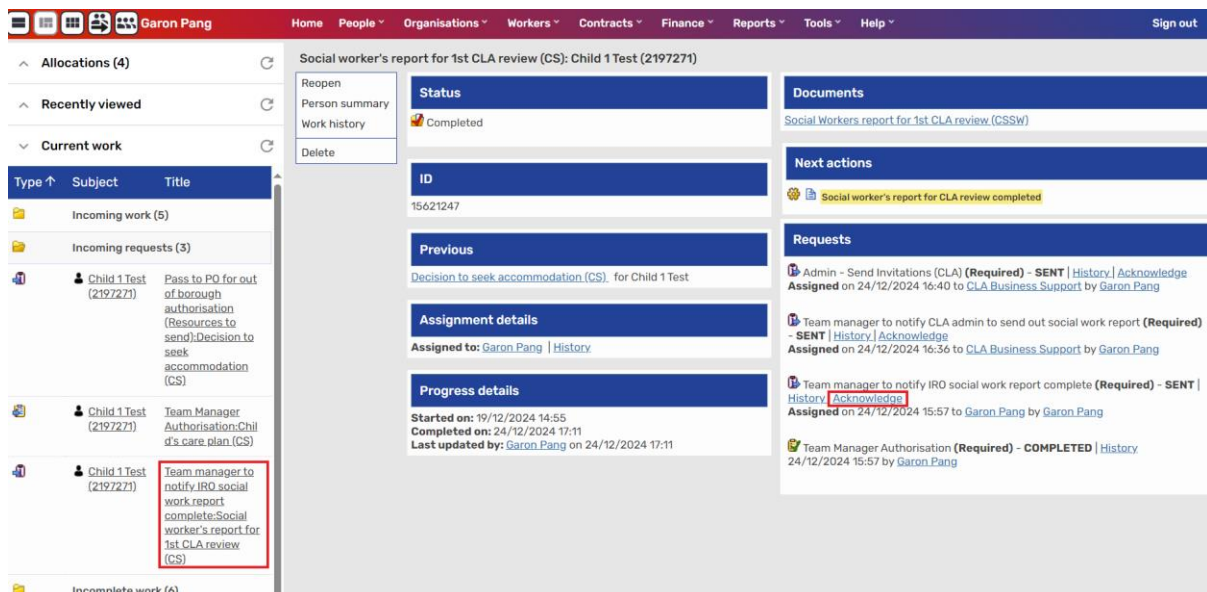 Garon Pang
Home People Organisations Workers Contracts Finance Reports Tools Help Sign out
Allocations (4)
Recently viewed
Current work
Type ↑ Subject Title
Incoming work (5)
Incoming requests (3)
Child 1 Test
(2197271)
Pass to PO for out
of borough
authorisation
(Resources to
send):Decision to
seek
accommodation
(CS)
Child 1 Test
(2197271)
Team Manager
Authorisation:Chil
d's care plan (CS)
Child 1 Test
(2197271)
Team manager to
notify IRO social
work report
complete:Social
worker's report for
1st CLA review
(CS)
Incomplete work (6)
Social worker's report for 1st CLA review (CS): Child 1 Test (2197271)
Reopen
Person summary
Work history
Delete
Status
Completed
ID
15621247
Previous
Decision to seek accommodation (CS) for Child 1 Test
Assignment details
Assigned to: Garon Pang | History
Progress details
Started on: 19/12/2024 14:55
Completed on: 24/12/2024 17:11
Last updated by: Garon Pang on 24/12/2024 17:11
Documents
Social Workers report for 1st CLA review (CSSW)
Next actions
Social worker's report for CLA review completed
Requests
Admin - Send Invitations (CLA) (Required) - SENT | History | Acknowledge
Assigned on 24/12/2024 16:40 to CLA Business Support by Garon Pang
Team manager to notify CLA admin to send out social work report (Required)
- SENT | History | Acknowledge
Assigned on 24/12/2024 16:36 to CLA Business Support by Garon Pang
Team manager to notify IRO social work report complete (Required) - SENT |
History Acknowledge
Assigned on 24/12/2024 15:57 to Garon Pang by Garon Pang
Team Manager Authorisation (Required) - COMPLETED | History
24/12/2024 15:57 by Garon Pang